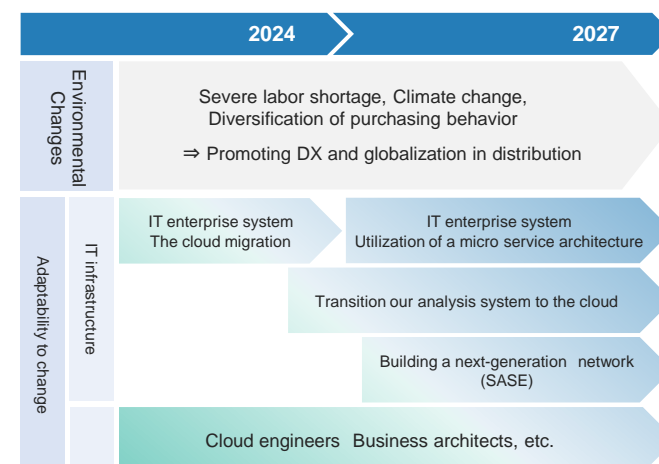 2024
2027
Environmental
Changes
Severe labor shortage, Climate change,
Diversification of purchasing behavior
⇒ Promoting DX and globalization in distribution
Adaptability to change
IT infrastructure
IT enterprise system
The cloud migration
IT enterprise system
Utilization of a micro service architecture
Transition our analysis system to the cloud
Building a next-generation network
(SASE)
Cloud engineers Business architects, etc.